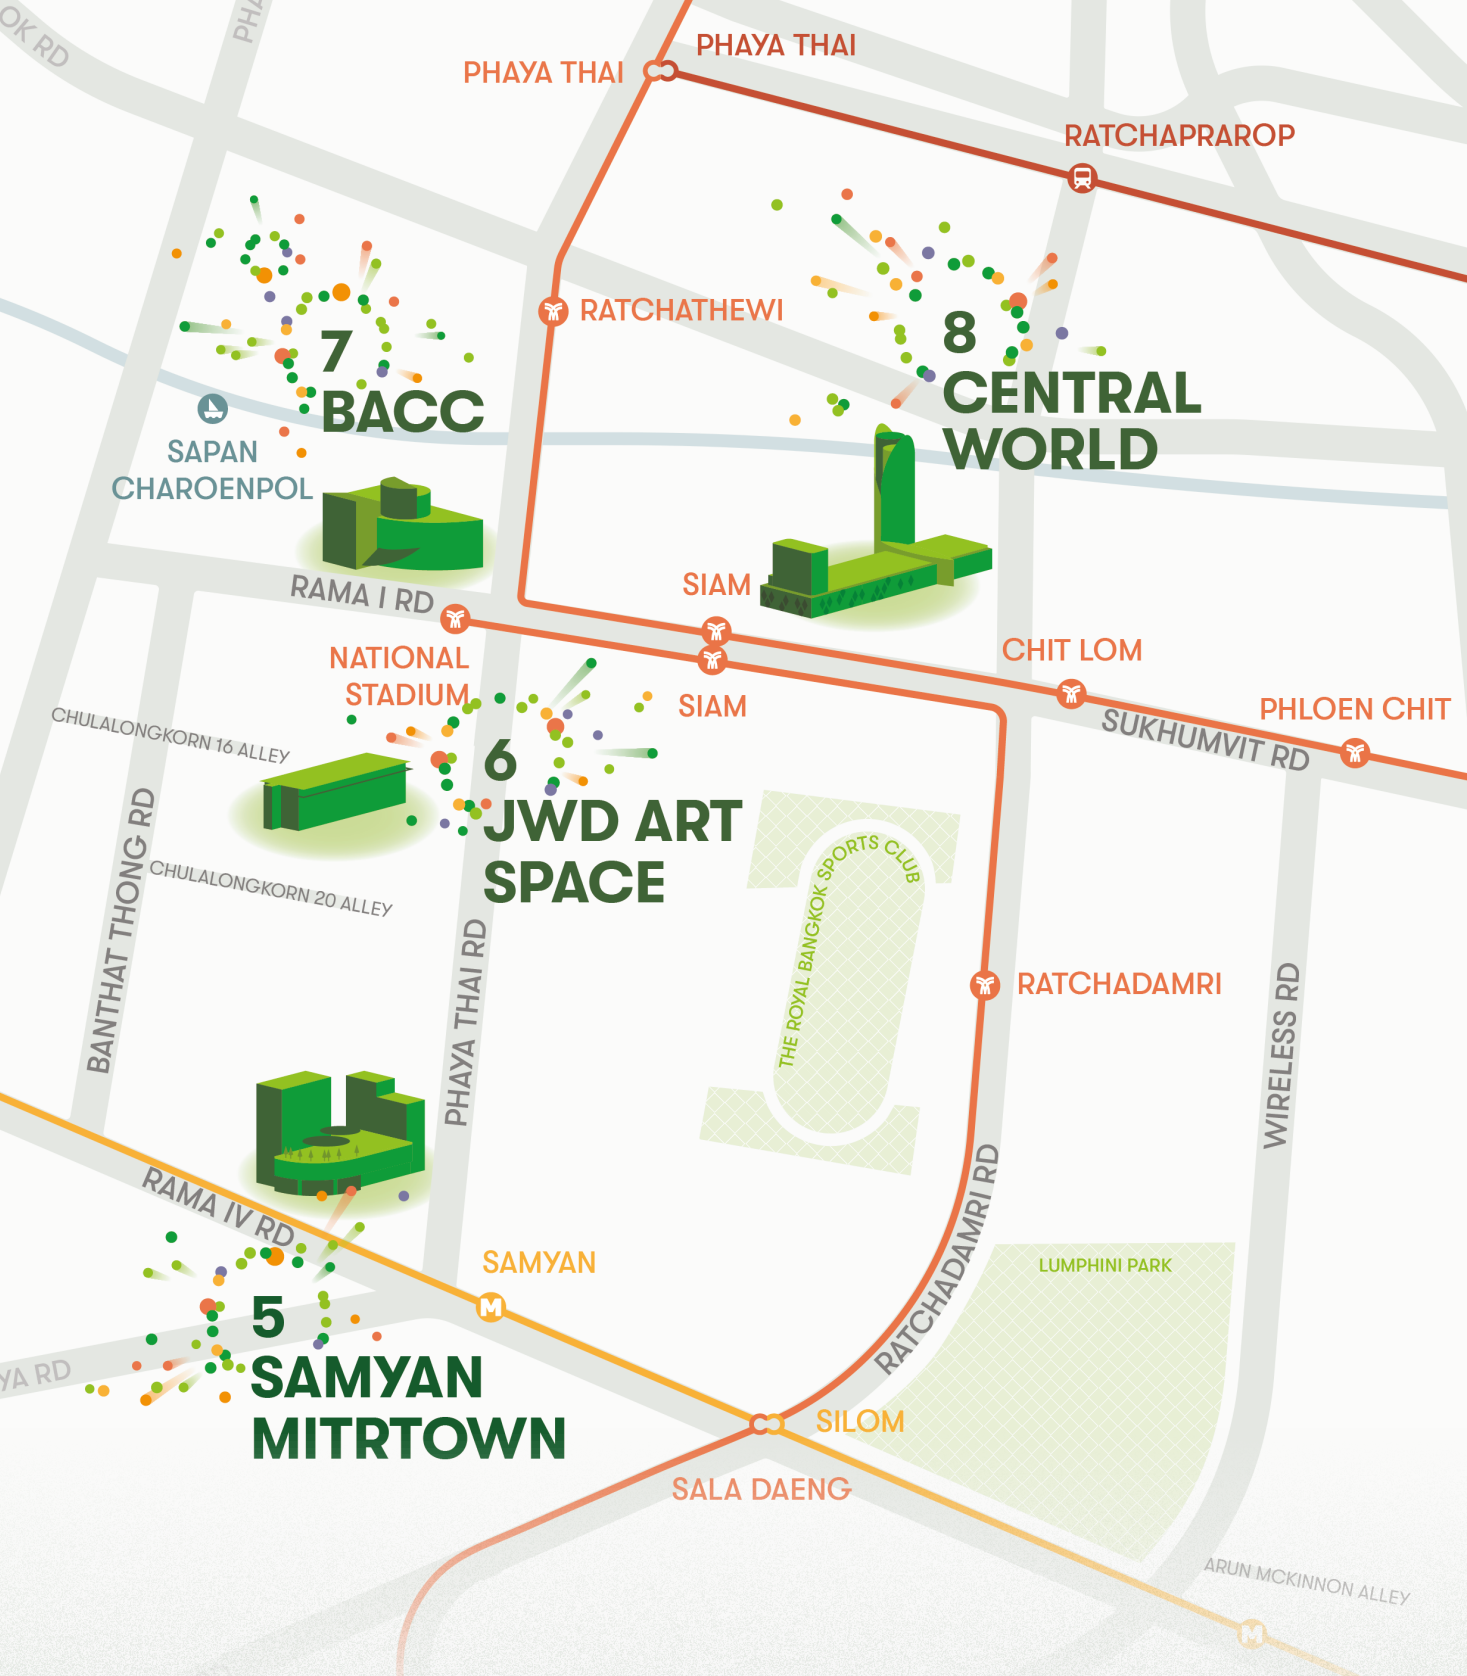 OK RD
PHA
PHAYA THAI
PHAYA THAI
RATCHAPRAROP
RATCHATHEWI
7
BACC
8
CENTRAL
WORLD
SAPAN
CHAROENPOL
RAMA I RD
SIAM
NATIONAL
STADIUM
SIAM
CHIT LOM
PHLOEN CHIT
SUKHUMVIT RD
CHULALONGKORN 16 ALLEY
6
JWD ART
SPACE
BANTHAT THONG RD
CHULALONGKORN 20 ALLEY
THE ROYAL BANGKOK SPORTS CLUB
PHAYA THAI RD
RATCHADAMRI
WIRELESS RD
RAMA IV RD
RATCHADAMRI RD
SAMYAN
M
LUMPHINI PARK
5
SAMYAN
MITRTOWN
YA RD
SILOM
SALA DAENG
ARUN MCKINNON ALLEY
M